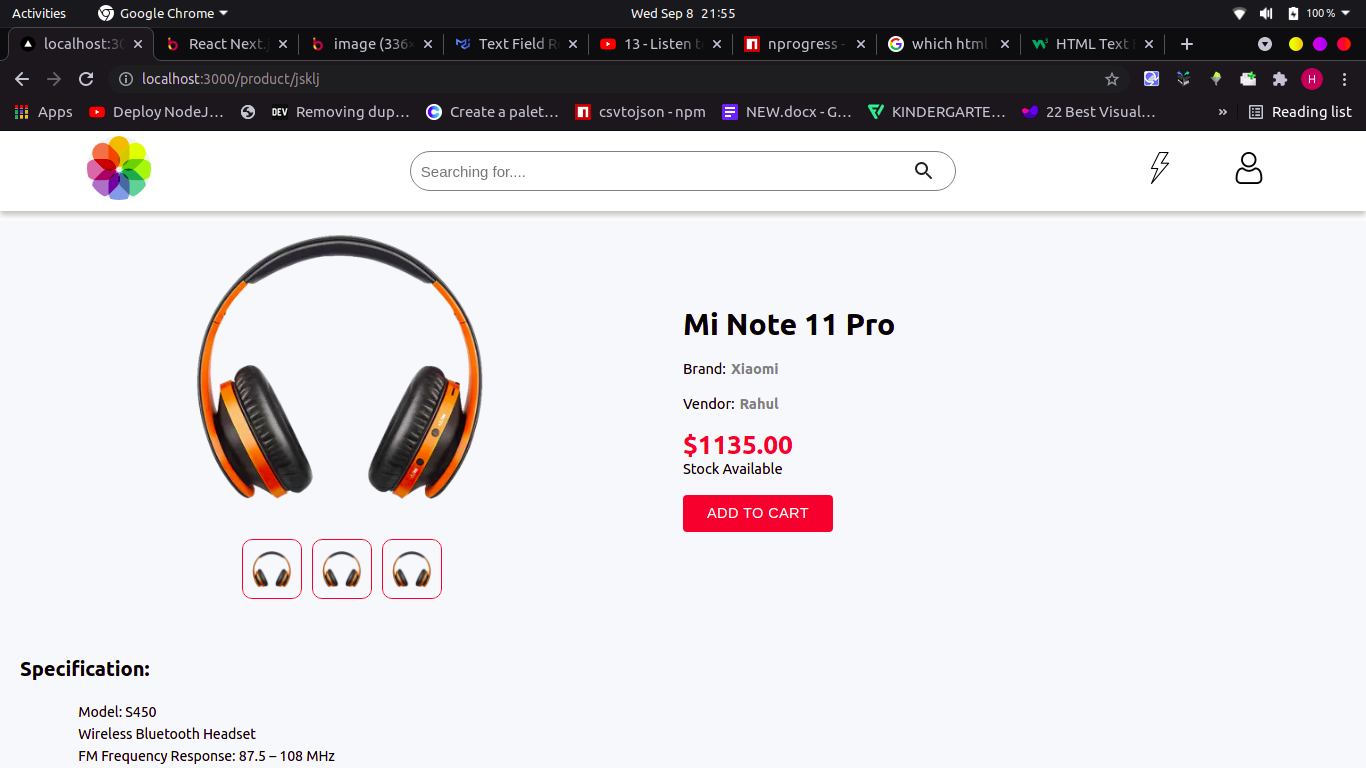 Activities Google Chrome Wed Sep 8 21:55 100 %
localhost:30 React Next.j image (336× Text Field R 13 - Listen t nprogress - which html HTML Text
localhost:3000/product/jsklj H
Apps Deploy NodeJ… DEV Removing dup… Create a palet… csvtojson - npm NEW.docx - G… KINDERGARTE… 22 Best Visual… » Reading list
Searching for....
Mi Note 11 Pro
Brand: Xiaomi
Vendor: Rahul
$1135.00
Stock Available
ADD TO CART
Specification:
Model: S450
Wireless Bluetooth Headset
FM Frequency Response: 87.5 – 108 MHz